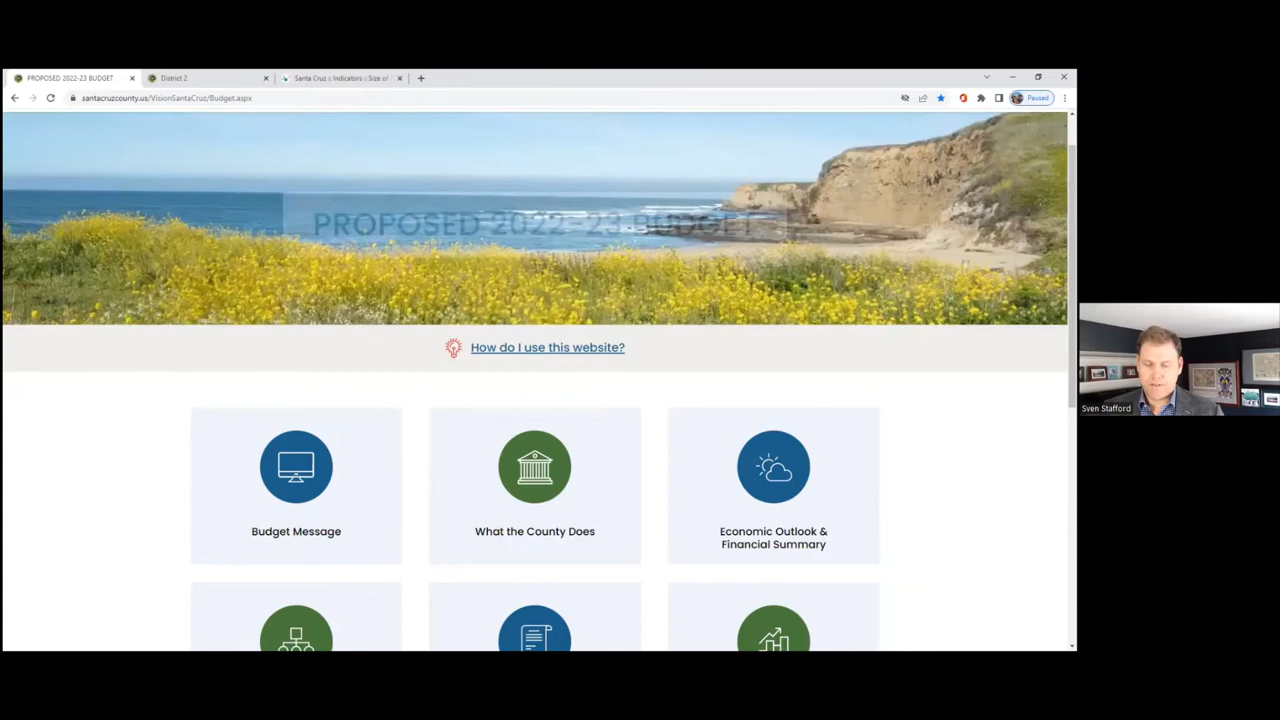 PROPOSED 2022-23 BUDGET
District 2
Santa Cruz :: Indicators :: Size of
santacruzcounty.us/VisionSantaCruz/Budget.aspx
Paused
PROPOSED 2022-23 BUDGET
How do I use this website?
Budget Message
What the County Does
Economic Outlook &
Financial Summary
Sven Stafford